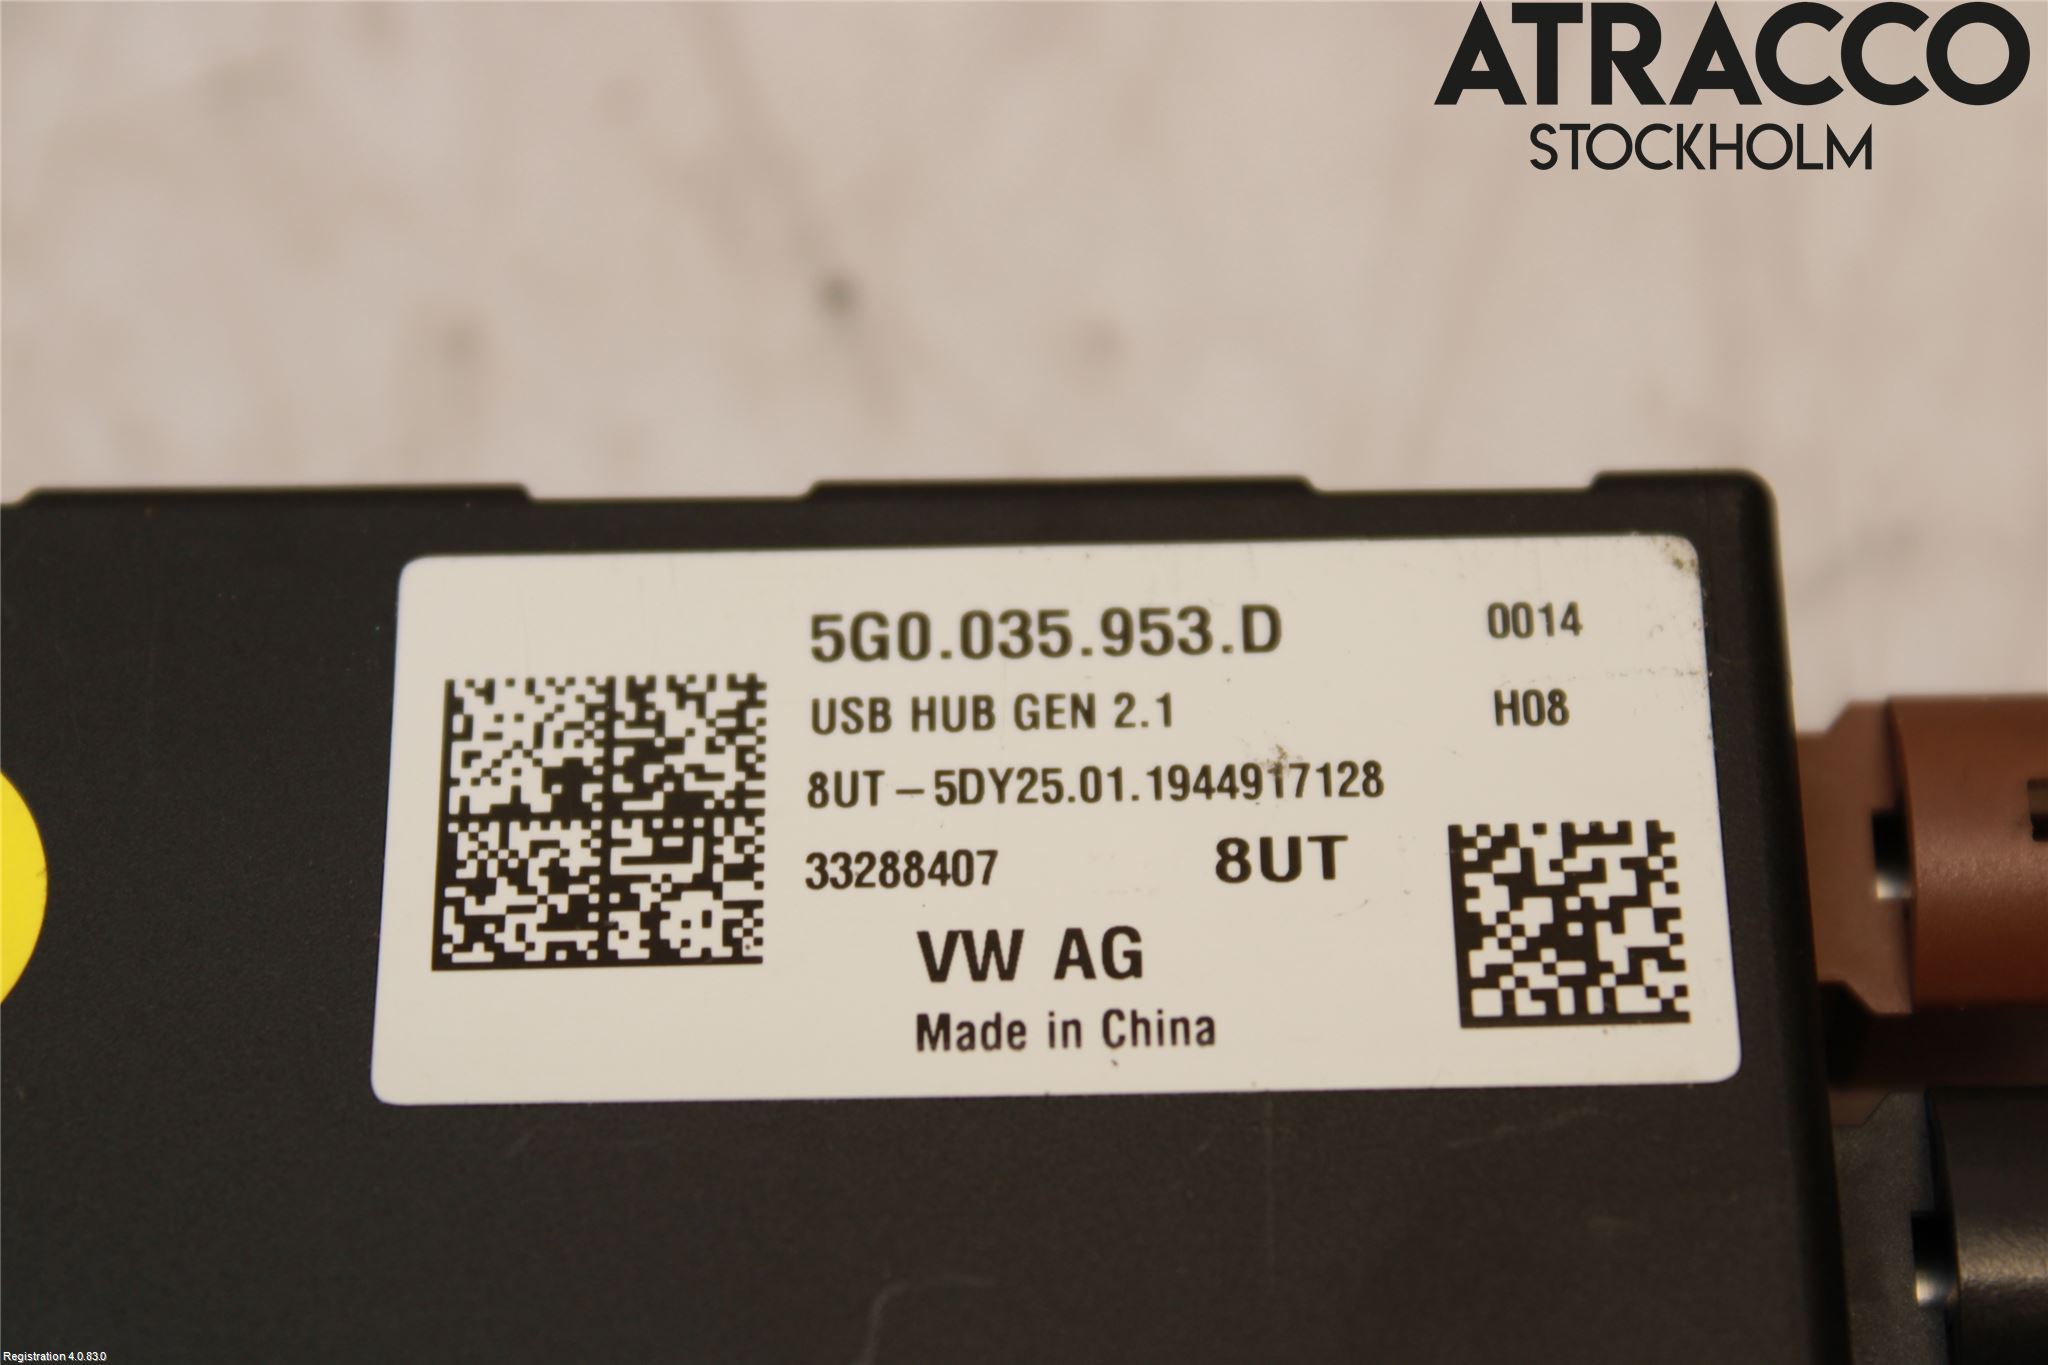 ATRACCO
STOCKHOLM
5G0.035.953.D 0014
USB HUB GEN 2.1 H08
8UT–5DY25.01.1944917128
33288407 8UT
VW AG
Made in China
Registration 4.0.83.0